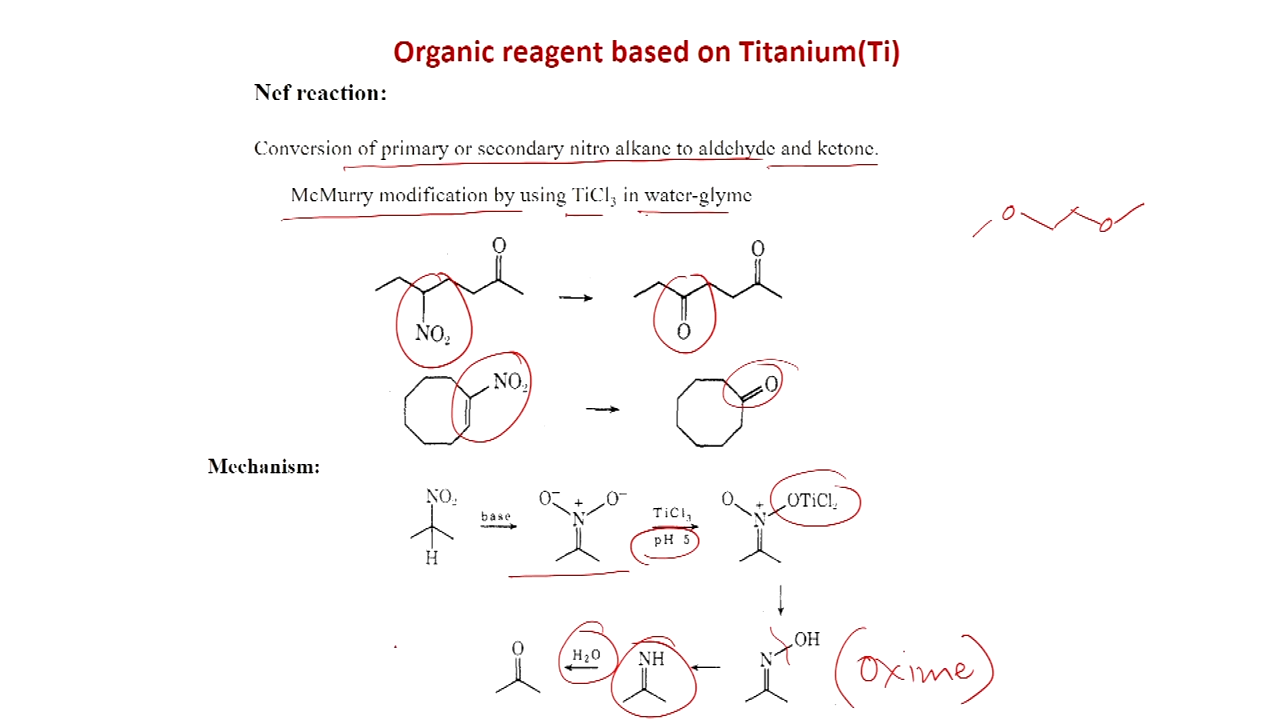 Organic reagent based on Titanium(Ti)
Nef reaction:
Conversion of primary or secondary nitro alkane to aldehyde and ketone.
McMurry modification by using TiCl₃ in water-glyme
O O
O O
NO₂ O
NO₂ O
Mechanism:
NO₂ base O⁻ + O⁻ N TiCl₃ pH 5 O + OTiCl₂ N
H
O H₂O NH N OH (Oxime)